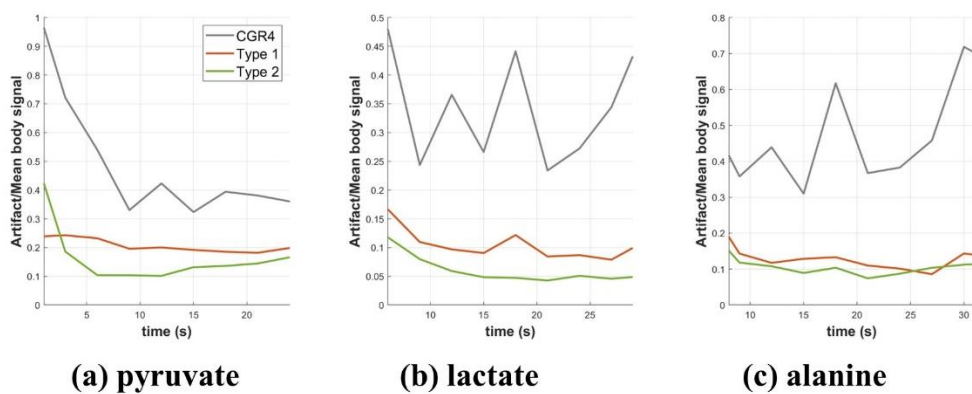 Artifact/Mean body signal
1
0.9
0.8
0.7
0.6
0.5
0.4
0.3
0.2
0.1
0
CGR4
Type 1
Type 2
5 10 15 20
time (s)
(a) pyruvate
Artifact/Mean body signal
0.5
0.45
0.4
0.35
0.3
0.25
0.2
0.15
0.1
0.05
0
10 15 20 25
time (s)
(b) lactate
Artifact/Mean body signal
0.8
0.7
0.6
0.5
0.4
0.3
0.2
0.1
0
10 15 20 25 30
time (s)
(c) alanine